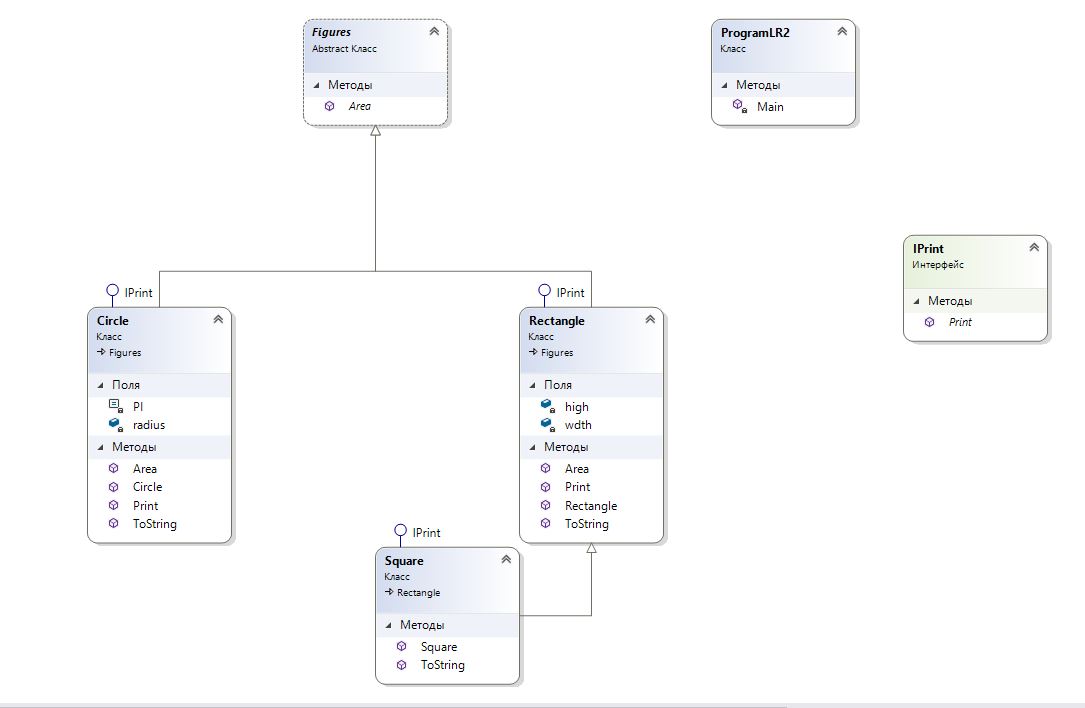 Figures
Abstract Класс
Методы
Area
ProgramLR2
Класс
Методы
Main
IPrint
Интерфейс
Методы
Print
IPrint
Circle
Класс
Figures
Поля
PI
radius
Методы
Area
Circle
Print
ToString
IPrint
Rectangle
Класс
Figures
Поля
high
wdth
Методы
Area
Print
Rectangle
ToString
IPrint
Square
Класс
Rectangle
Методы
Square
ToString